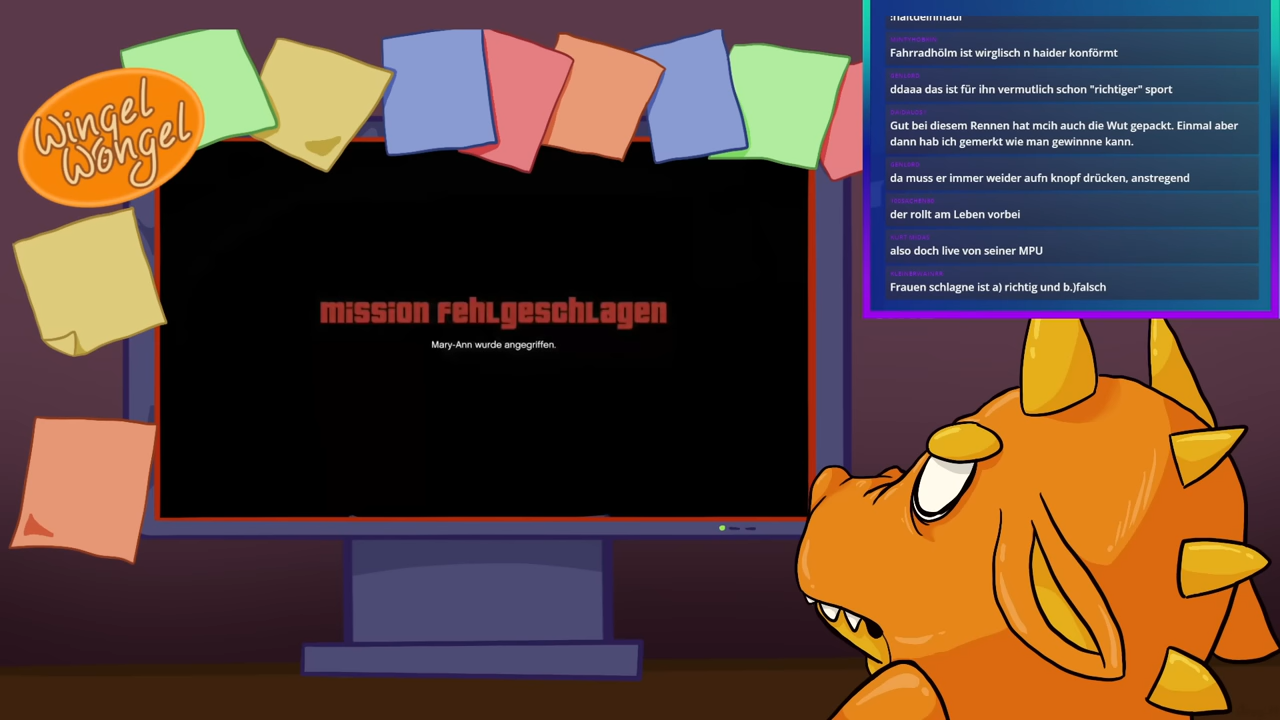 Wingel
Wongel
mission fehlgeschlagen
Mary-Ann wurde angegriffen.
:haltdeinmaul
Fahrradhölm ist wirglisch n haider konförmt
ddaaa das ist für ihn vermutlich schon "richtiger" sport
Gut bei diesem Rennen hat mcih auch die Wut gepackt. Einmal aber
dann hab ich gemerkt wie man gewinnne kann.
da muss er immer weider aufn knopf drücken, anstregend
der rollt am Leben vorbei
also doch live von seiner MPU
Frauen schlagne ist a) richtig und b.)falsch